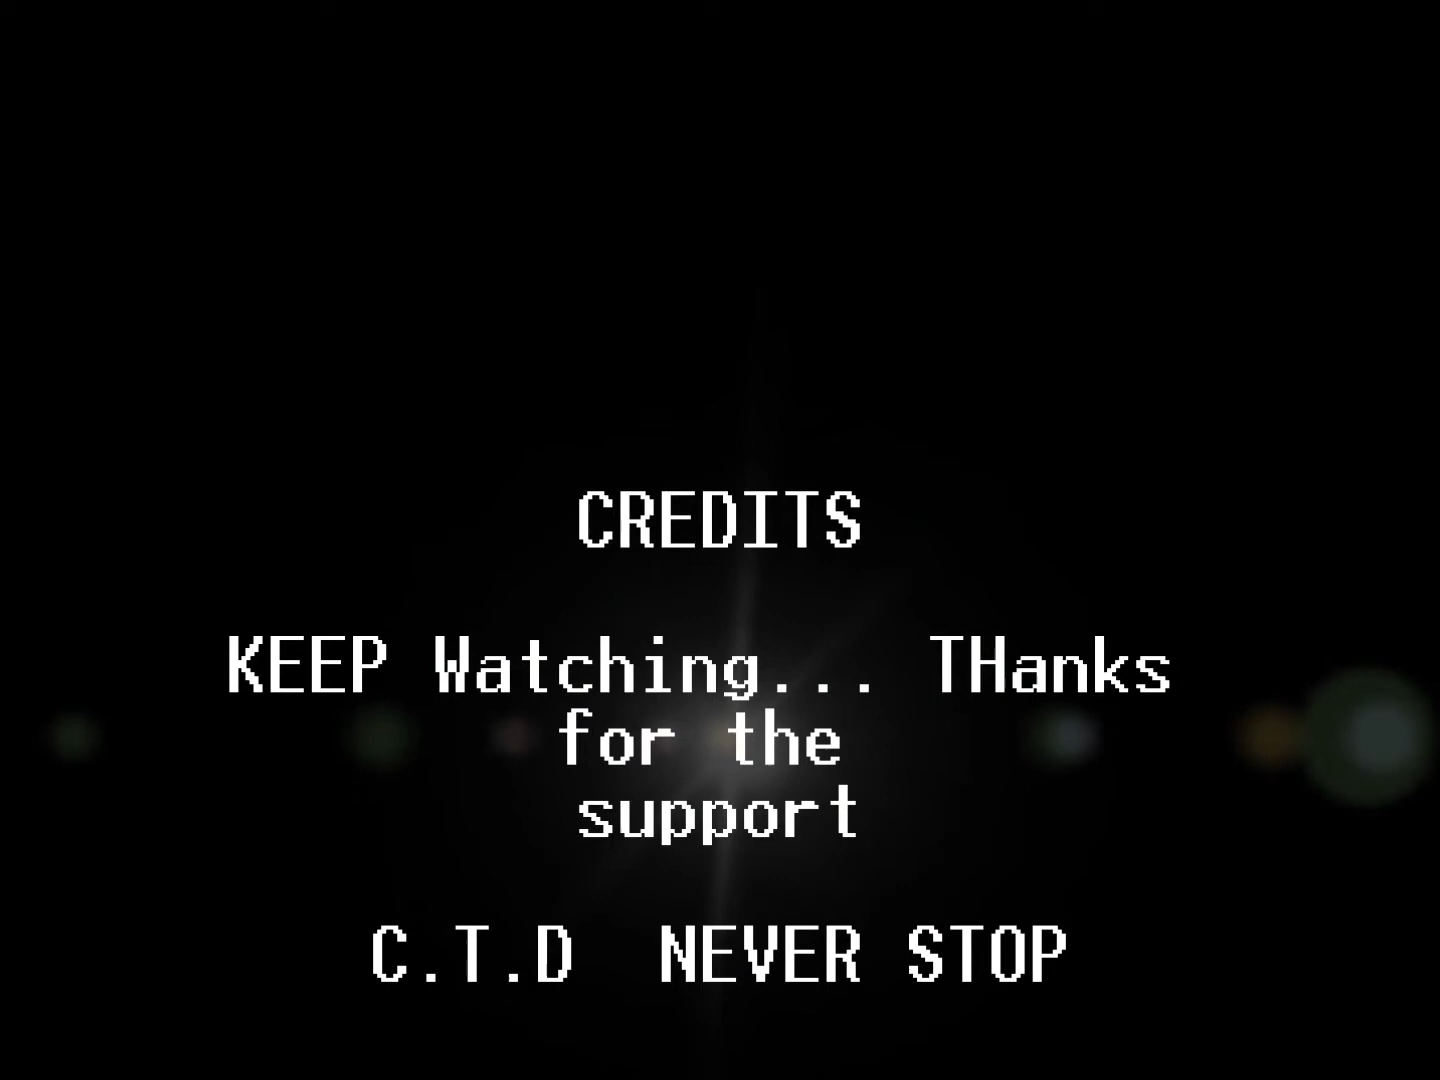 CREDITS
KEEP Watching... THanks
for the
support
C.T.D  NEVER STOP